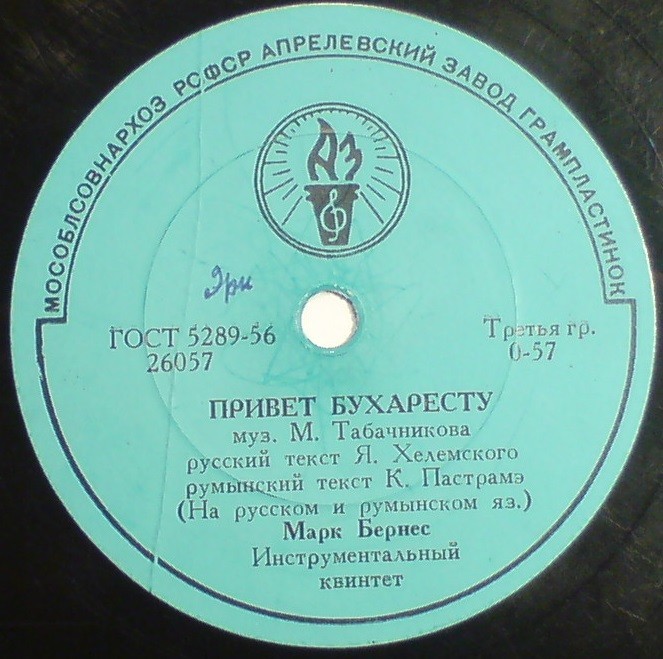 МОСОБЛСОВНАРХОЗ РСФСР АПРЕЛЕВСКИЙ ЗАВОД ГРАМПЛАСТИНОК
АЗ
ГОСТ 5289-56
26057
Третья гр.
0-57
ПРИВЕТ БУХАРЕСТУ
муз. М. Табачникова
русский текст Я. Хелемского
румынский текст К. Пастрамэ
(На русском и румынском яз.)
Марк Бернес
Инструментальный
квинтет